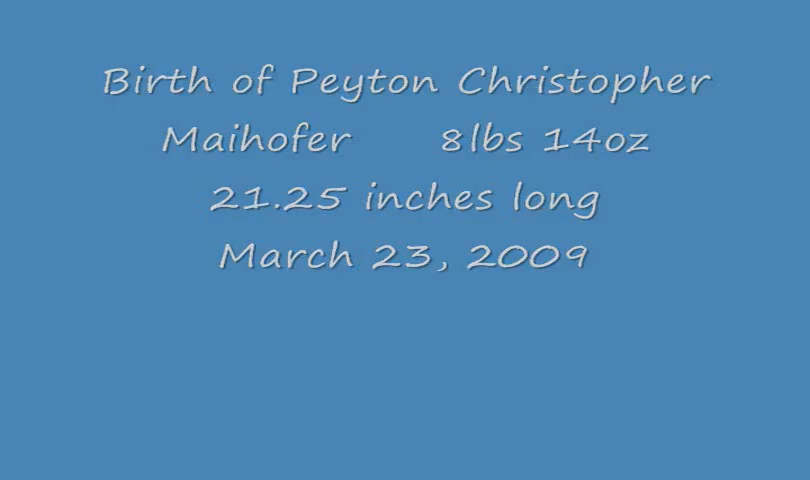 Birth of Peyton Christopher
Maihofer 8lbs 14oz
21.25 inches long
March 23, 2009